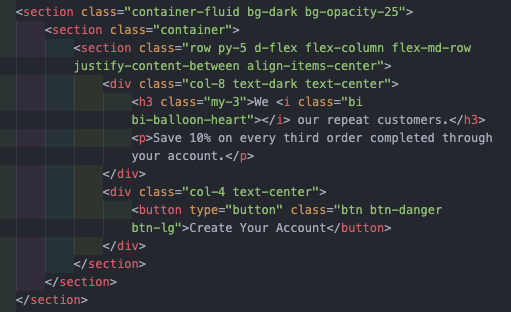 <section class="container-fluid bg-dark bg-opacity-25">
<section class="container">
<section class="row py-5 d-flex flex-column flex-md-row
justify-content-between align-items-center">
<div class="col-8 text-dark text-center">
<h3 class="my-3">We <i class="bi
bi-balloon-heart"></i> our repeat customers.</h3>
<p>Save 10% on every third order completed through
your account.</p>
</div>
<div class="col-4 text-center">
<button type="button" class="btn btn-danger
btn-lg">Create Your Account</button>
</div>
</section>
</section>
</section>